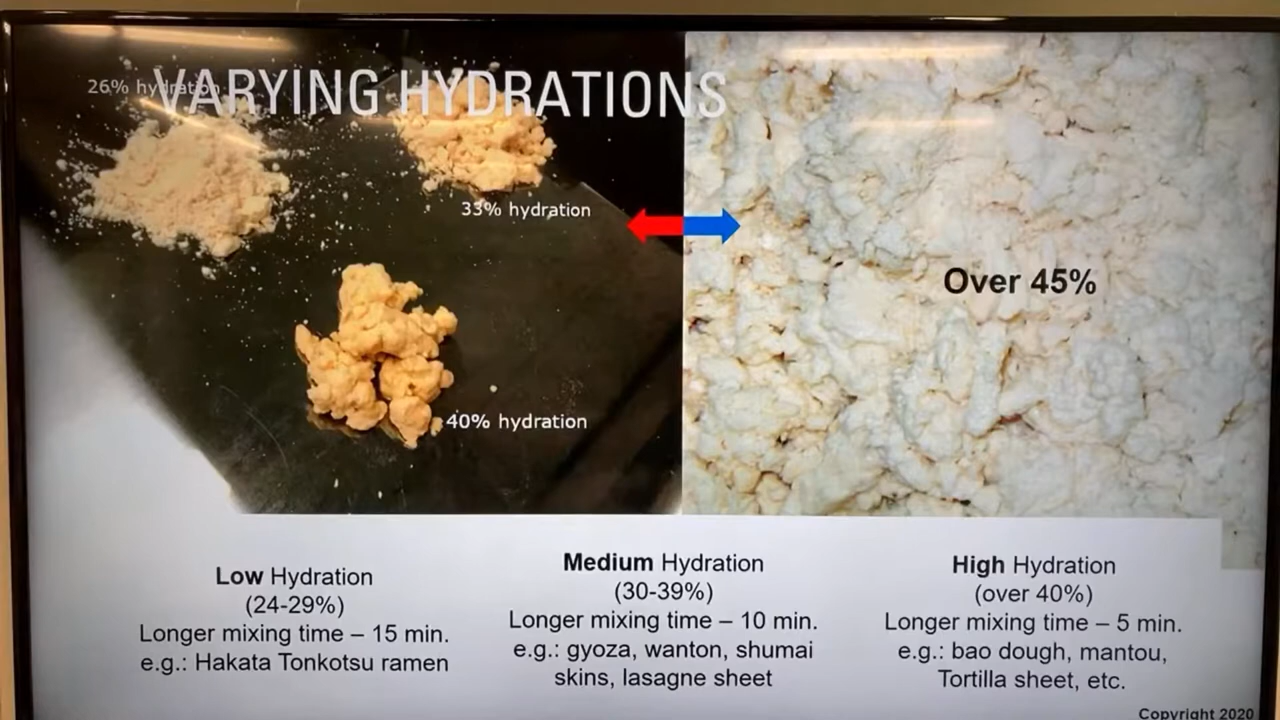 VARYING HYDRATIONS
26% hydration
33% hydration
40% hydration
Over 45%
Low Hydration
(24-29%)
Longer mixing time – 15 min.
e.g.: Hakata Tonkotsu ramen
Medium Hydration
(30-39%)
Longer mixing time – 10 min.
e.g.: gyoza, wanton, shumai
skins, lasagne sheet
High Hydration
(over 40%)
Longer mixing time – 5 min.
e.g.: bao dough, mantou,
Tortilla sheet, etc.
Copyright 2020